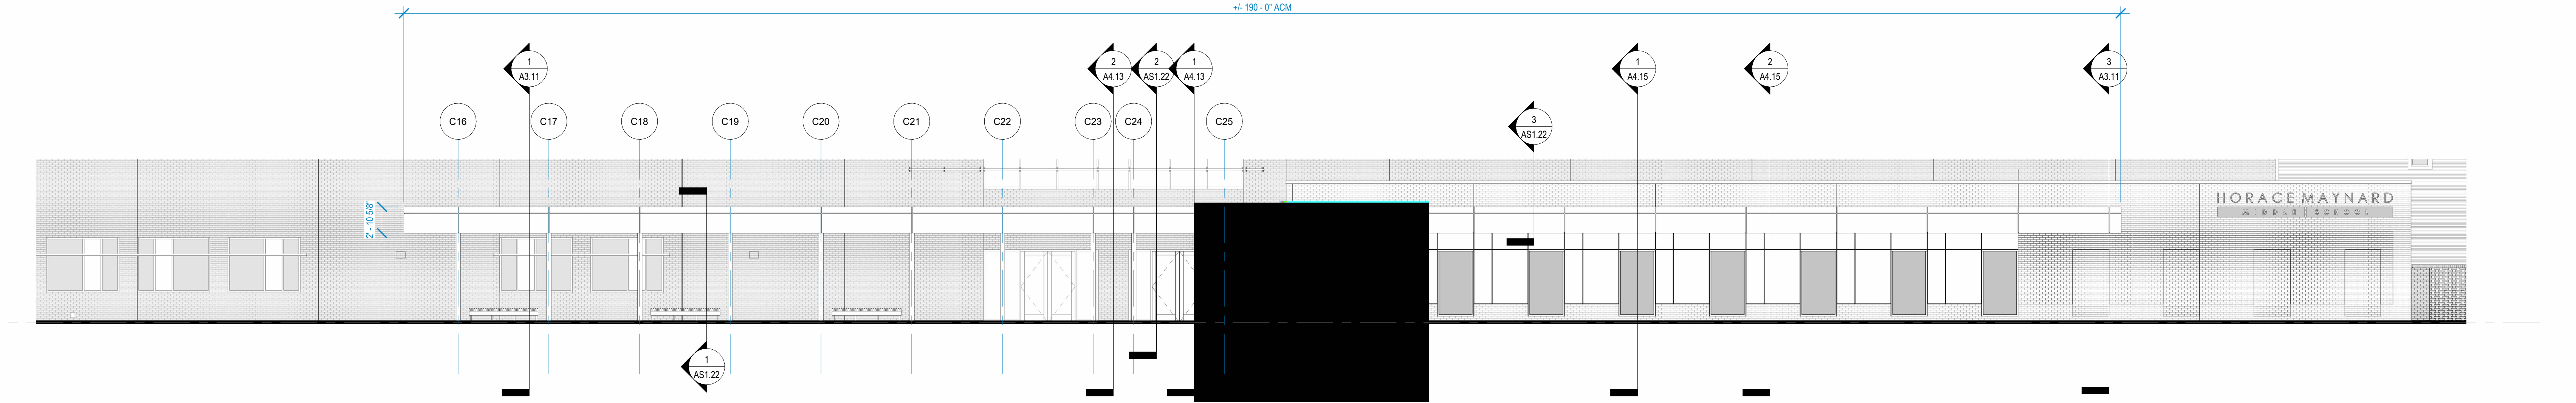 +/- 190 - 0" ACM
1
A3.11
2
A4.13
2
AS1.22
1
A4.13
1
A4.15
2
A4.15
3
A3.11
C16
C17
C18
C19
C20
C21
C22
C23
C24
C25
3
AS1.22
2' - 10 5/8"
HORACE MAYNARD
MIDDLE SCHOOL
1
AS1.22